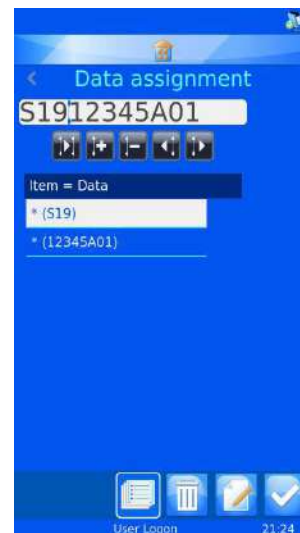 Data assignment
S1912345A01
Item = Data
* (S19)
* (12345A01)
User Logon 21:24